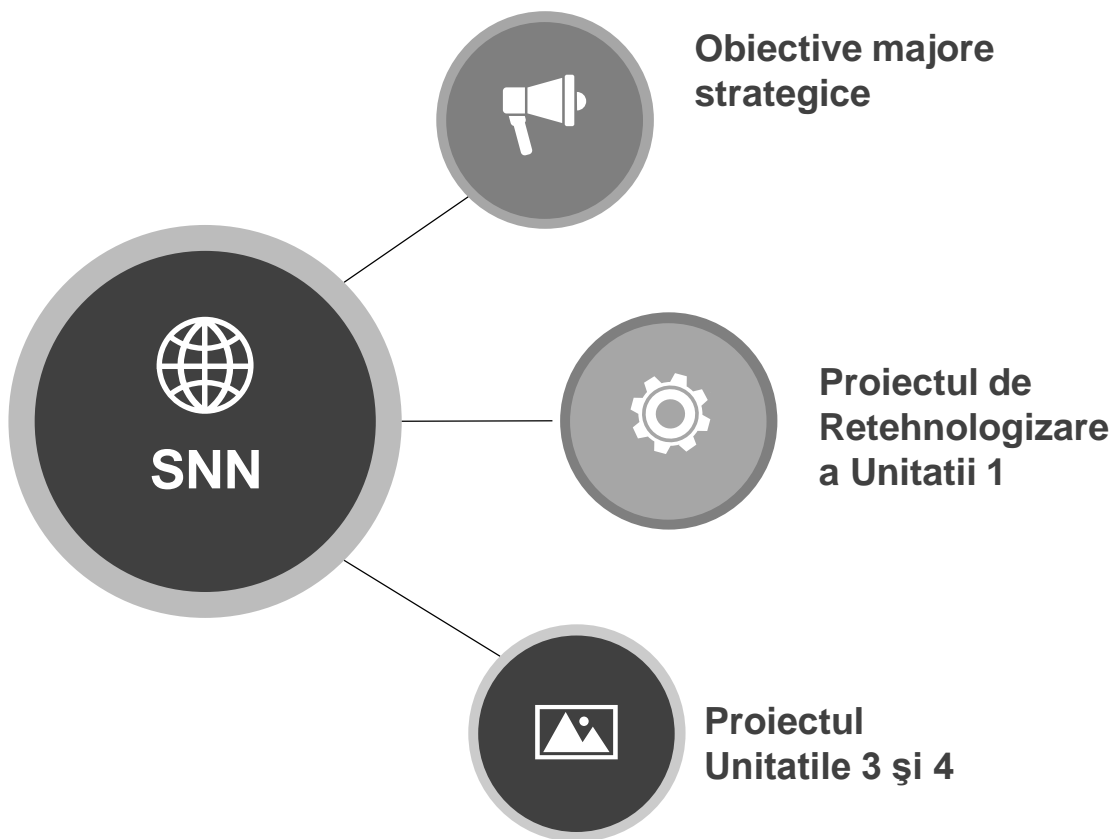 Obiective majore
strategice
SNN
Proiectul de
Retehnologizare
a Unitatii 1
Proiectul
Unitatile 3 şi 4